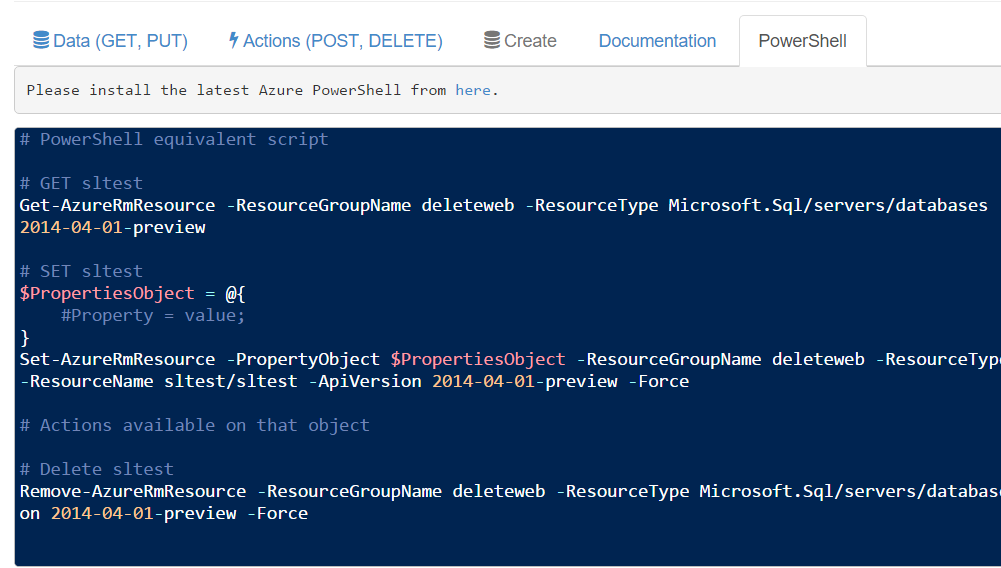 Data (GET, PUT) Actions (POST, DELETE) Create Documentation PowerShell
Please install the latest Azure PowerShell from here.
# PowerShell equivalent script
# GET sltest
Get-AzureRmResource -ResourceGroupName deleteweb -ResourceType Microsoft.Sql/servers/databases
2014-04-01-preview
# SET sltest
$PropertiesObject = @{
#Property = value;
}
Set-AzureRmResource -PropertyObject $PropertiesObject -ResourceGroupName deleteweb -ResourceType
-ResourceName sltest/sltest -ApiVersion 2014-04-01-preview -Force
# Actions available on that object
# Delete sltest
Remove-AzureRmResource -ResourceGroupName deleteweb -ResourceType Microsoft.Sql/servers/databas
on 2014-04-01-preview -Force